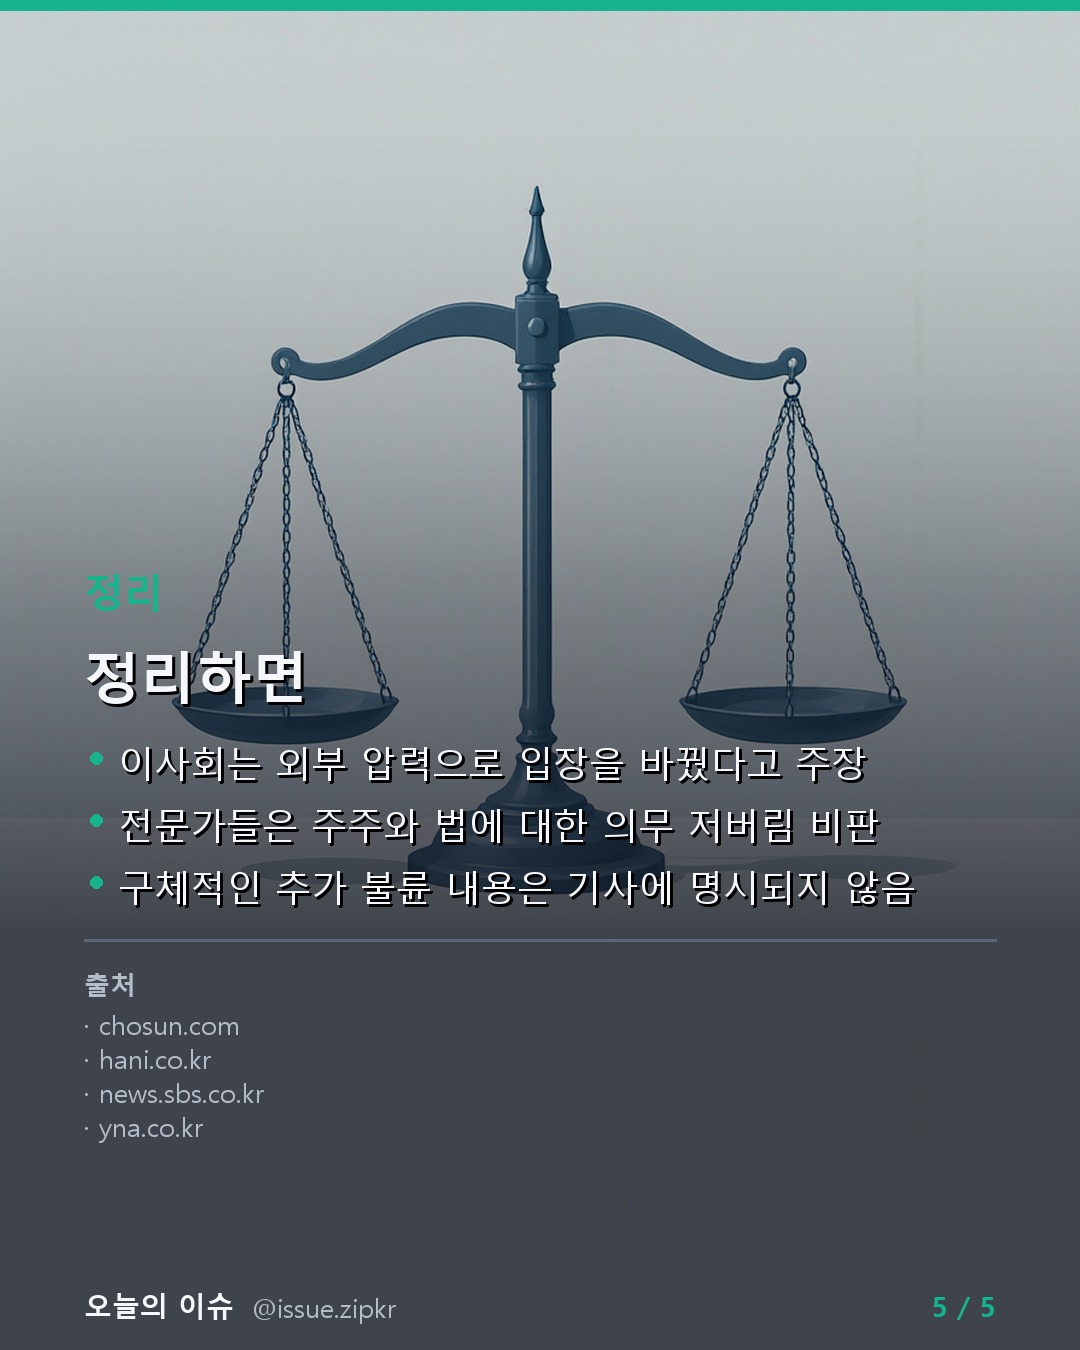 정리
정리하면
• 이사회는 외부 압력으로 입장을 바꿨다고 주장
• 전문가들은 주주와 법에 대한 의무 저버림 비판
• 구체적인 추가 불륜 내용은 기사에 명시되지 않음
출처
· chosun.com
· hani.co.kr
· news.sbs.co.kr
· yna.co.kr
오늘의 이슈 @issue.zipkr 5 / 5